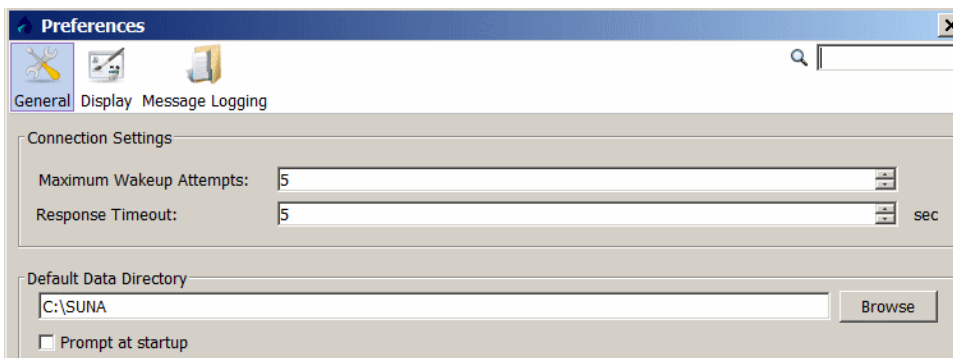 Preferences
General Display Message Logging
Connection Settings
Maximum Wakeup Attempts: 5
Response Timeout: 5 sec
Default Data Directory
C:\SUNA Browse
Prompt at startup